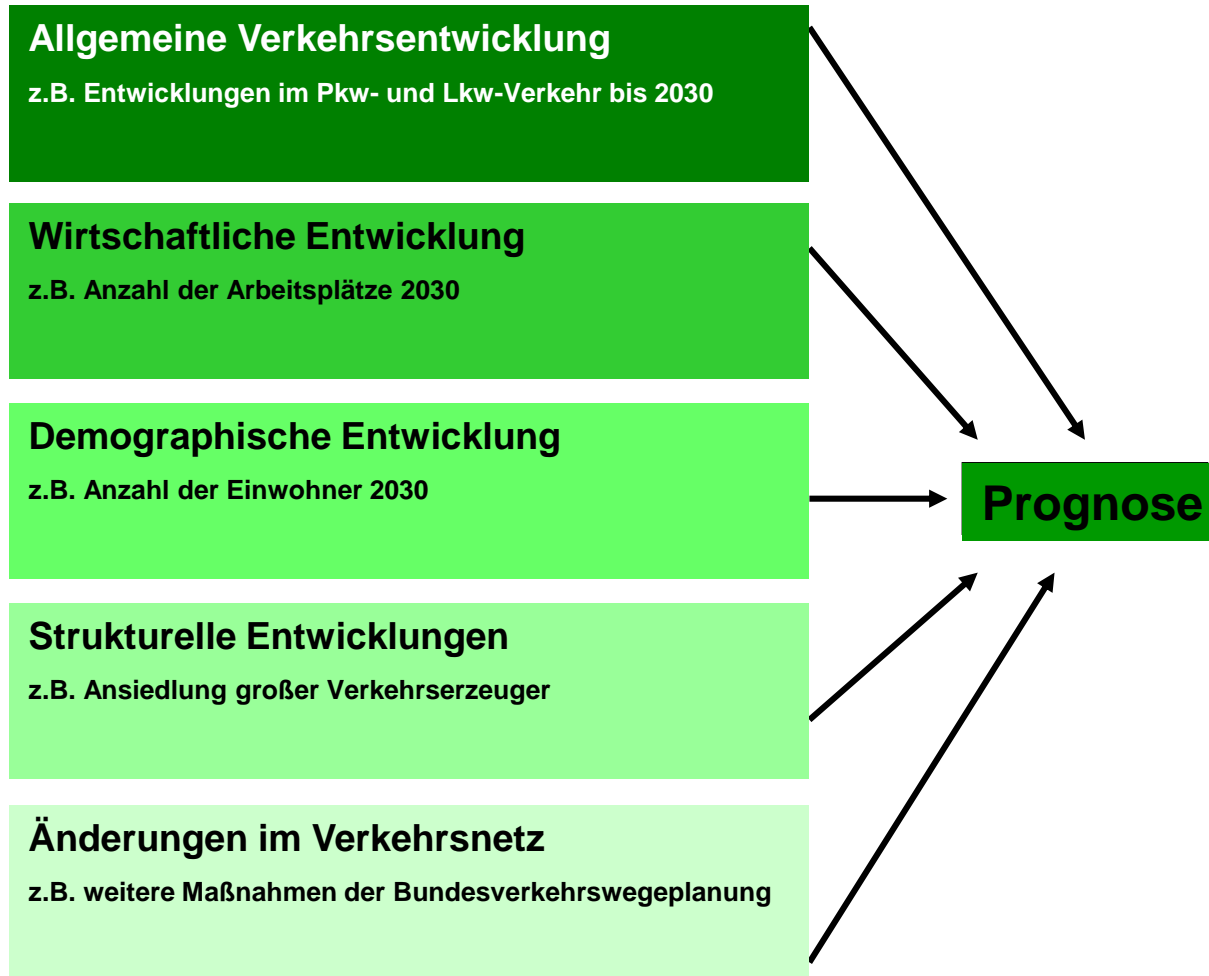 Allgemeine Verkehrsentwicklung
z.B. Entwicklungen im Pkw- und Lkw-Verkehr bis 2030
Wirtschaftliche Entwicklung
z.B. Anzahl der Arbeitsplätze 2030
Demographische Entwicklung
z.B. Anzahl der Einwohner 2030
Prognose
Strukturelle Entwicklungen
z.B. Ansiedlung großer Verkehrserzeuger
Änderungen im Verkehrsnetz
z.B. weitere Maßnahmen der Bundesverkehrswegeplanung